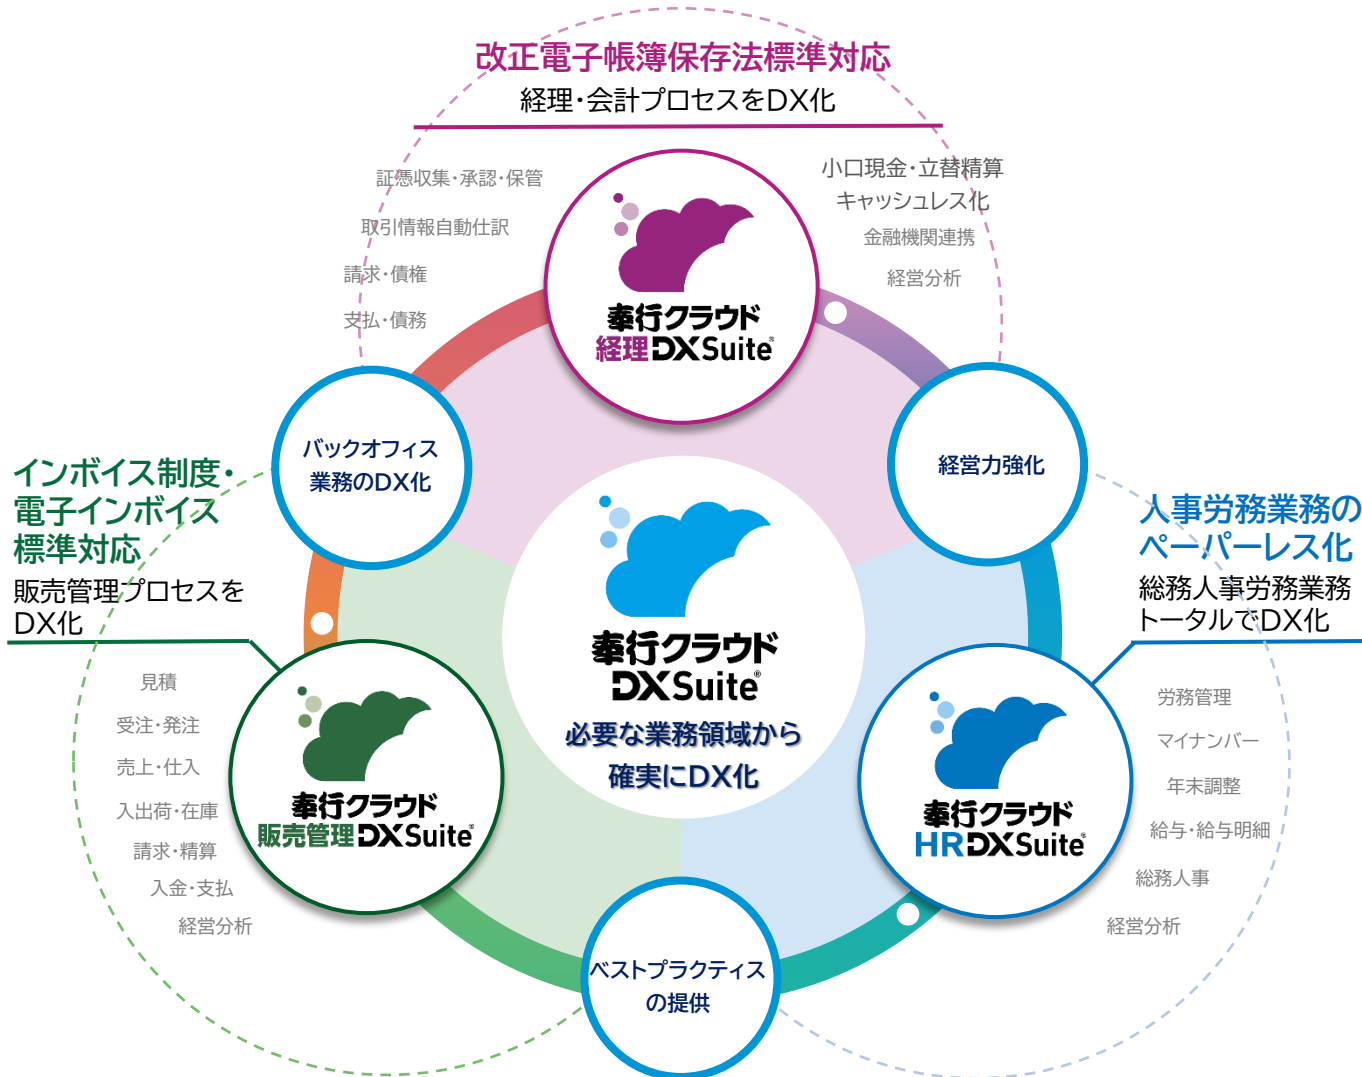 改正電子帳簿保存法標準対応
経理・会計プロセスをDX化
証憑収集・承認・保管
取引情報自動仕訳
請求・債権
支払・債務
小口現金・立替精算
キャッシュレス化
金融機関連携
経営分析
奉行クラウド
経理DXSuite®
バックオフィス
業務のDX化
経営力強化
インボイス制度・
電子インボイス
標準対応
販売管理プロセスを
DX化
見積
受注・発注
売上・仕入
入出荷・在庫
請求・精算
入金・支払
経営分析
奉行クラウド
販売管理DXSuite®
奉行クラウド
DXSuite®
必要な業務領域から
確実にDX化
人事労務業務の
ペーパーレス化
総務人事労務業務
トータルでDX化
奉行クラウド
HRDXSuite®
労務管理
マイナンバー
年末調整
給与・給与明細
総務人事
経営分析
ベストプラクティス
の提供